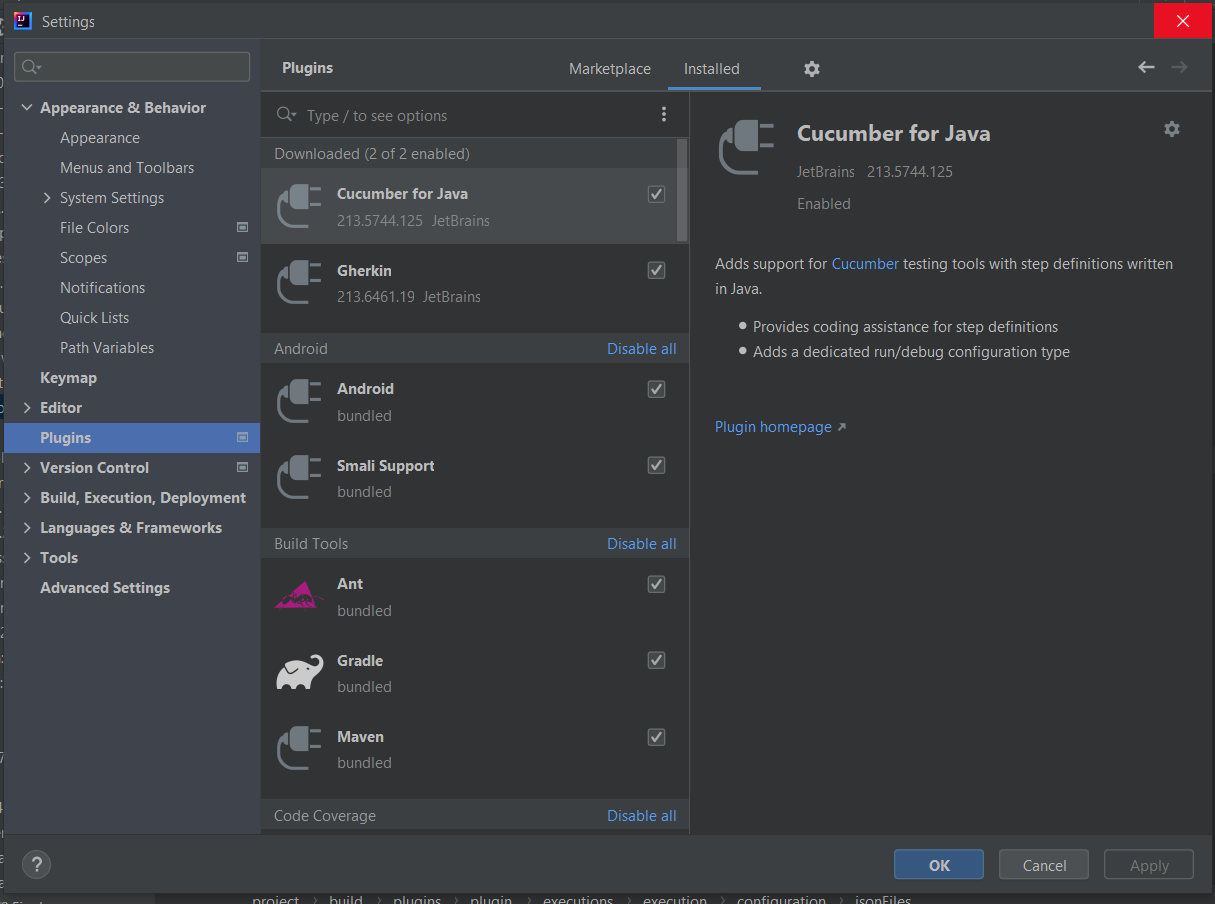 Settings
Plugins
Marketplace
Installed
Appearance & Behavior
Appearance
Menus and Toolbars
System Settings
File Colors
Scopes
Notifications
Quick Lists
Path Variables
Keymap
Editor
Plugins
Version Control
Build, Execution, Deployment
Languages & Frameworks
Tools
Advanced Settings
Type / to see options
Downloaded (2 of 2 enabled)
Cucumber for Java
213.5744.125 JetBrains
Gherkin
213.6461.19 JetBrains
Android Disable all
Android
bundled
Smali Support
bundled
Build Tools Disable all
Ant
bundled
Gradle
bundled
Maven
bundled
Code Coverage Disable all
Cucumber for Java
JetBrains 213.5744.125
Enabled
Adds support for Cucumber testing tools with step definitions written
in Java.
Provides coding assistance for step definitions
Adds a dedicated run/debug configuration type
Plugin homepage
?
OK
Cancel
Apply
project › build › plugins › plugin › executions › execution › configuration › jsonFiles